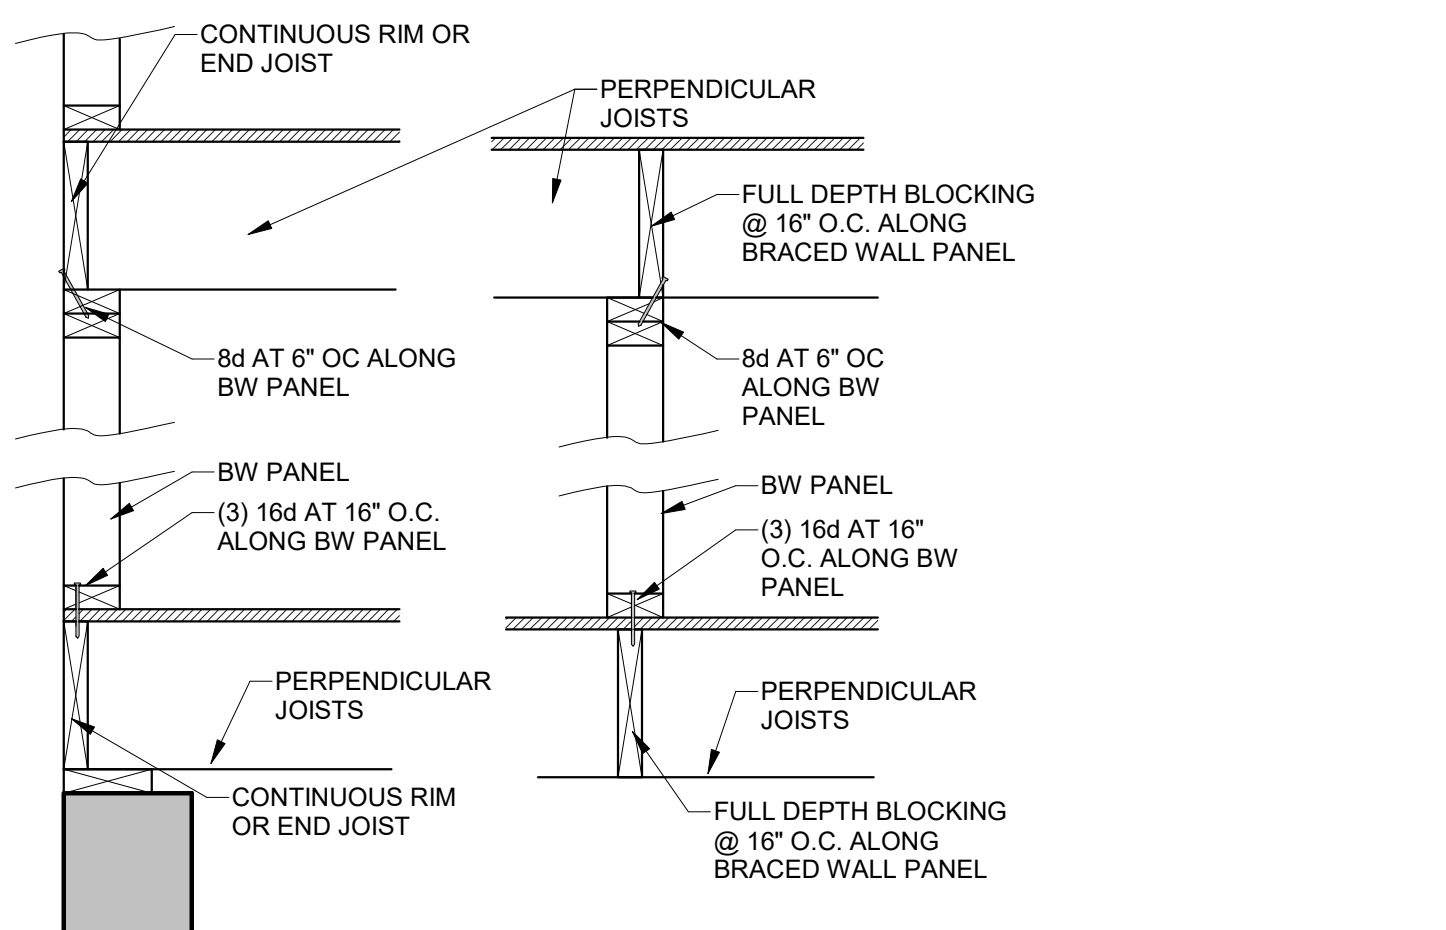 CONTINUOUS RIM OR
END JOIST
PERPENDICULAR
JOISTS
FULL DEPTH BLOCKING
@ 16" O.C. ALONG
BRACED WALL PANEL
8d AT 6" OC ALONG
BW PANEL
8d AT 6" OC
ALONG BW
PANEL
BW PANEL
(3) 16d AT 16" O.C.
ALONG BW PANEL
BW PANEL
(3) 16d AT 16"
O.C. ALONG BW
PANEL
PERPENDICULAR
JOISTS
PERPENDICULAR
JOISTS
CONTINUOUS RIM
OR END JOIST
FULL DEPTH BLOCKING
@ 16" O.C. ALONG
BRACED WALL PANEL